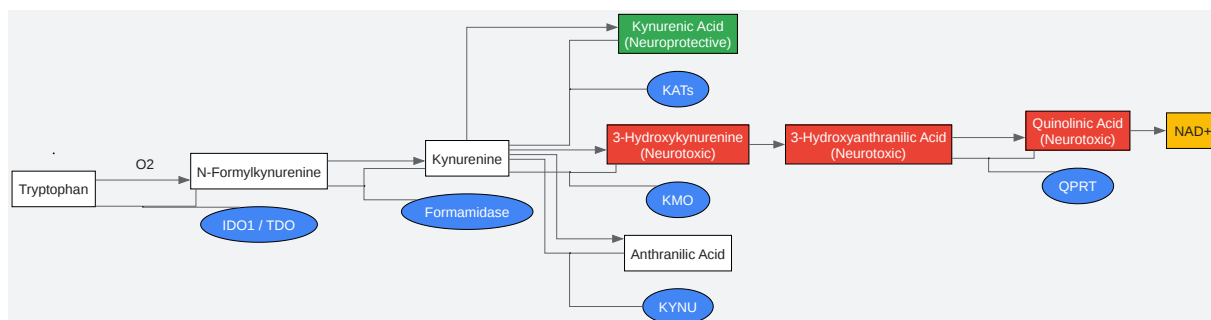 Kynurenic Acid
(Neuroprotective)
KATs
3-Hydroxykynurenine
(Neurotoxic)
3-Hydroxyanthranilic Acid
(Neurotoxic)
Quinolinic Acid
(Neurotoxic)
NAD+
O2
Tryptophan
N-Formylkynurenine
Kynurenine
IDO1 / TDO
Formamidase
KMO
QPRT
Anthranilic Acid
KYNU